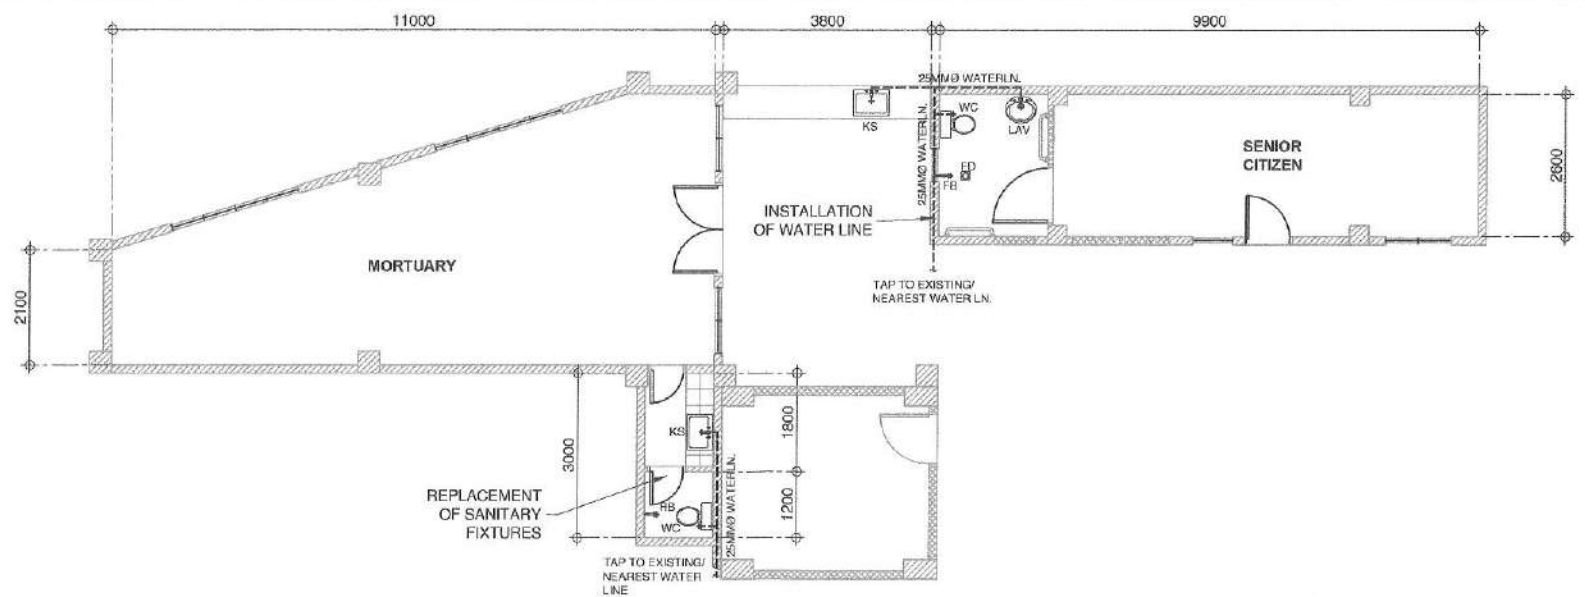 11000
3800
9900
25MMØ WATERLN.
KS
WC
LAV
25MMØ WATERLN.
FD
FB
SENIOR
CITIZEN
2600
INSTALLATION
OF WATER LINE
MORTUARY
2100
TAP TO EXISTING/
NEAREST WATER LN.
KS
1800
3000
25MMØ WATERLN.
1200
REPLACEMENT
OF SANITARY
FIXTURES
WC
TAP TO EXISTING/
NEAREST WATER
LINE